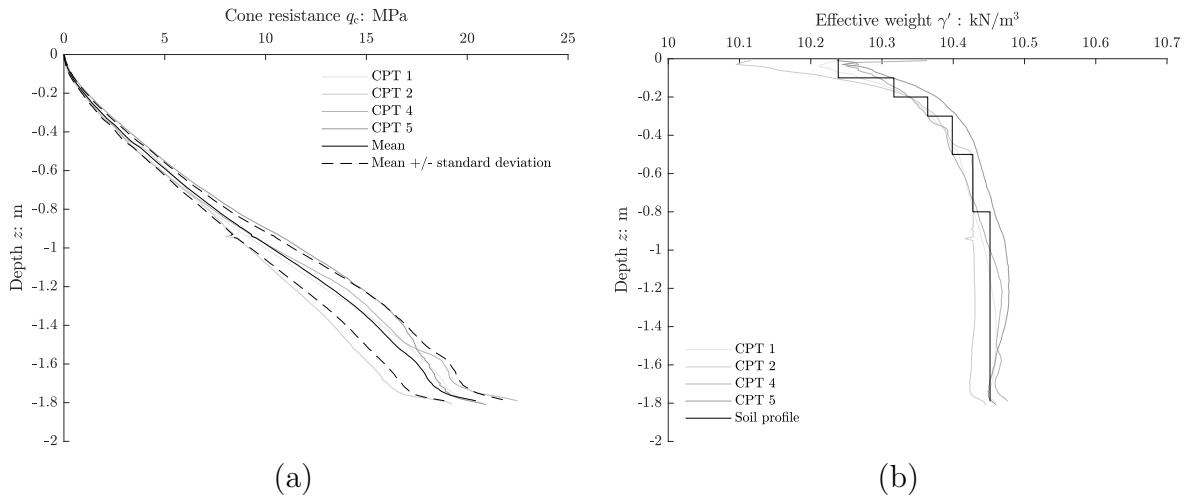 Cone resistance qc: MPa
0 5 10 15 20 25
0
-0.2
-0.4
-0.6
-0.8
-1
-1.2
-1.4
-1.6
-1.8
-2
Depth z: m
CPT 1
CPT 2
CPT 4
CPT 5
Mean
Mean +/- standard deviation
(a)
Effective weight γ′ : kN/m³
10 10.1 10.2 10.3 10.4 10.5 10.6 10.7
0
-0.2
-0.4
-0.6
-0.8
-1
-1.2
-1.4
-1.6
-1.8
-2
Depth z: m
CPT 1
CPT 2
CPT 4
CPT 5
Soil profile
(b)